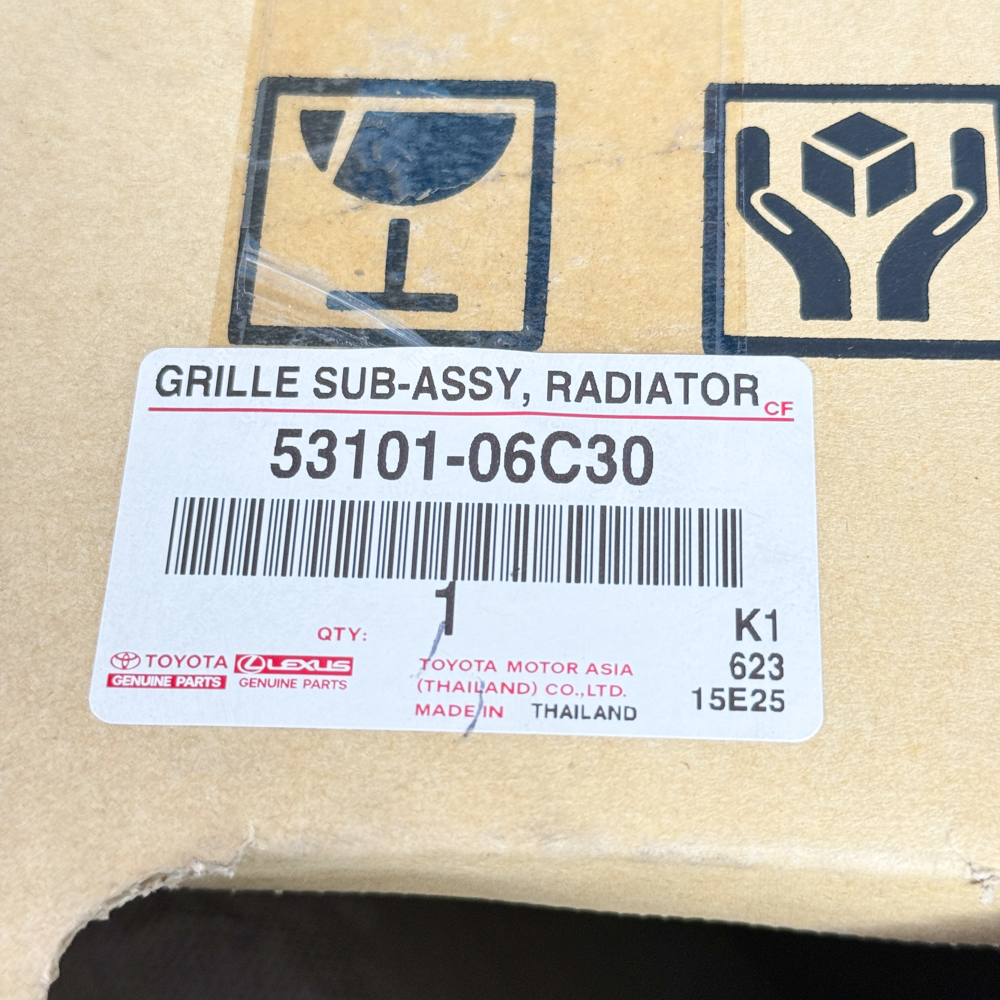 GRILLE SUB-ASSY, RADIATOR CF
53101-06C30
1
QTY:
K1
623
15E25
TOYOTA
GENUINE PARTS
LEXUS
GENUINE PARTS
TOYOTA MOTOR ASIA
(THAILAND) CO.,LTD.
MADE IN THAILAND